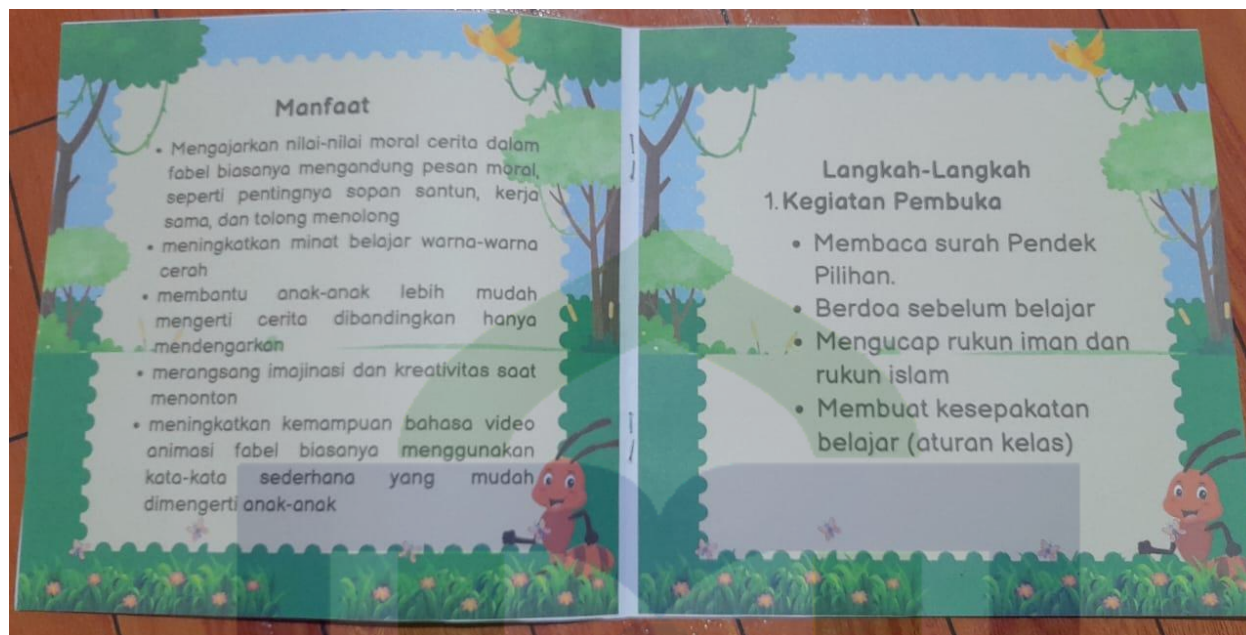 Manfaat
• Mengajarkan nilai-nilai moral cerita dalam
fabel biasanya mengandung pesan moral,
seperti pentingnya sopan santun, kerja
sama, dan tolong menolong
• meningkatkan minat belajar warna-warna
cerah
• membantu anak-anak lebih mudah
mengerti cerita dibandingkan hanya
mendengarkan
• merangsang imajinasi dan kreativitas saat
menonton
• meningkatkan kemampuan bahasa video
animasi fabel biasanya menggunakan
kata-kata sederhana yang mudah
dimengerti anak-anak
Langkah-Langkah
1. Kegiatan Pembuka
• Membaca surah Pendek
Pilihan.
• Berdoa sebelum belajar
• Mengucap rukun iman dan
rukun islam
• Membuat kesepakatan
belajar (aturan kelas)